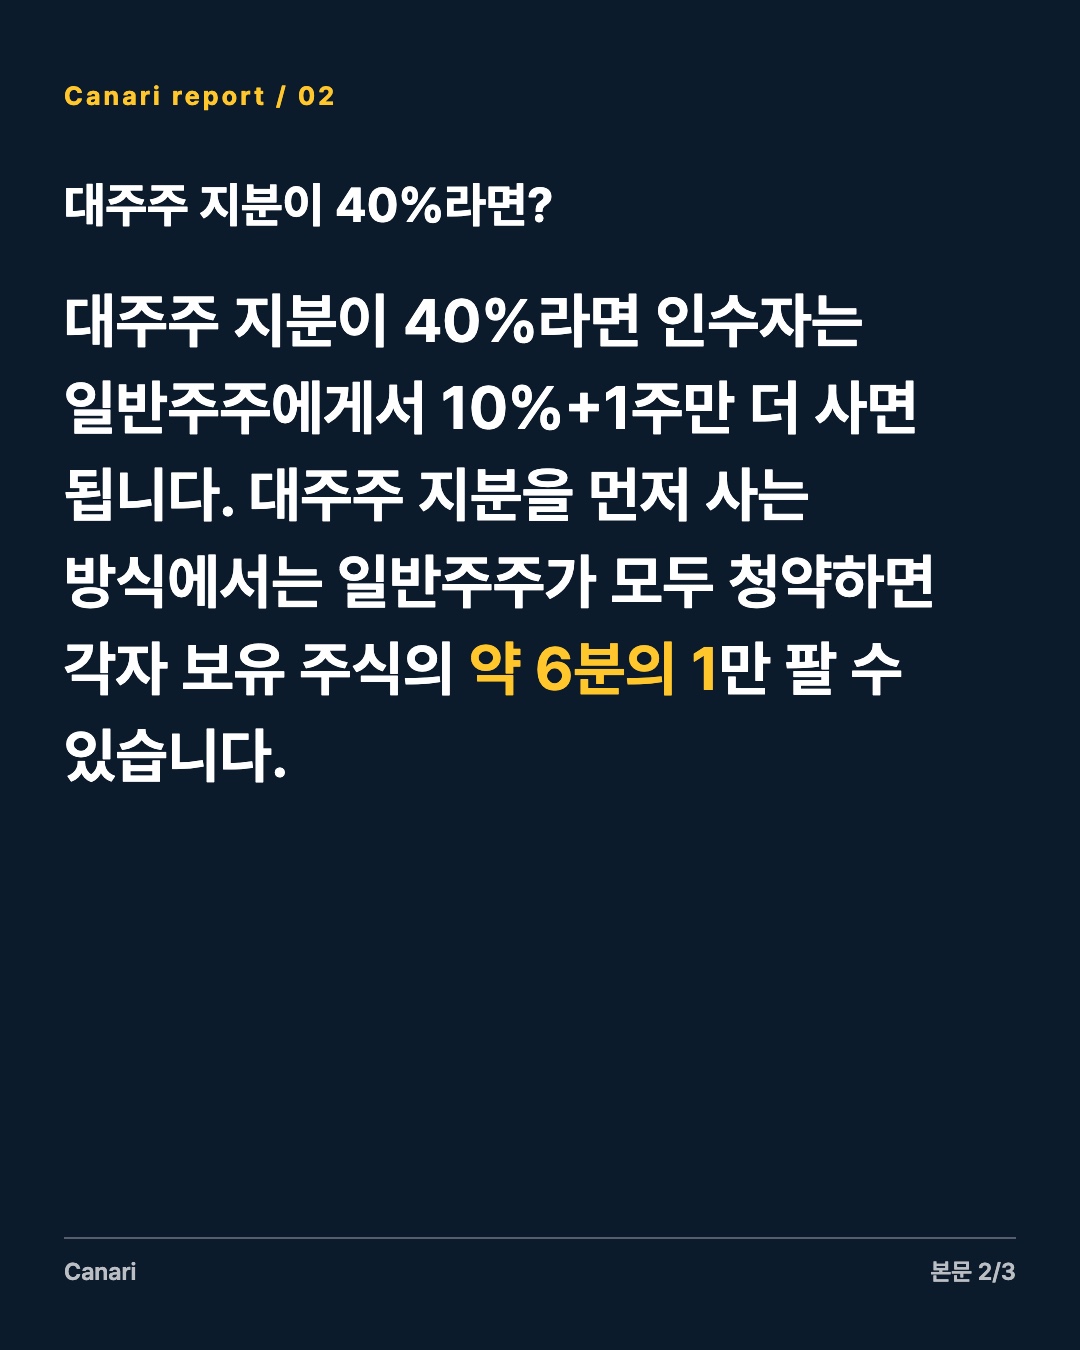 Canari report / 02
대주주 지분이 40%라면?
대주주 지분이 40%라면 인수자는
일반주주에게서 10%+1주만 더 사면
됩니다. 대주주 지분을 먼저 사는
방식에서는 일반주주가 모두 청약하면
각자 보유 주식의 약 6분의 1만 팔 수
있습니다.
Canari
본문 2/3